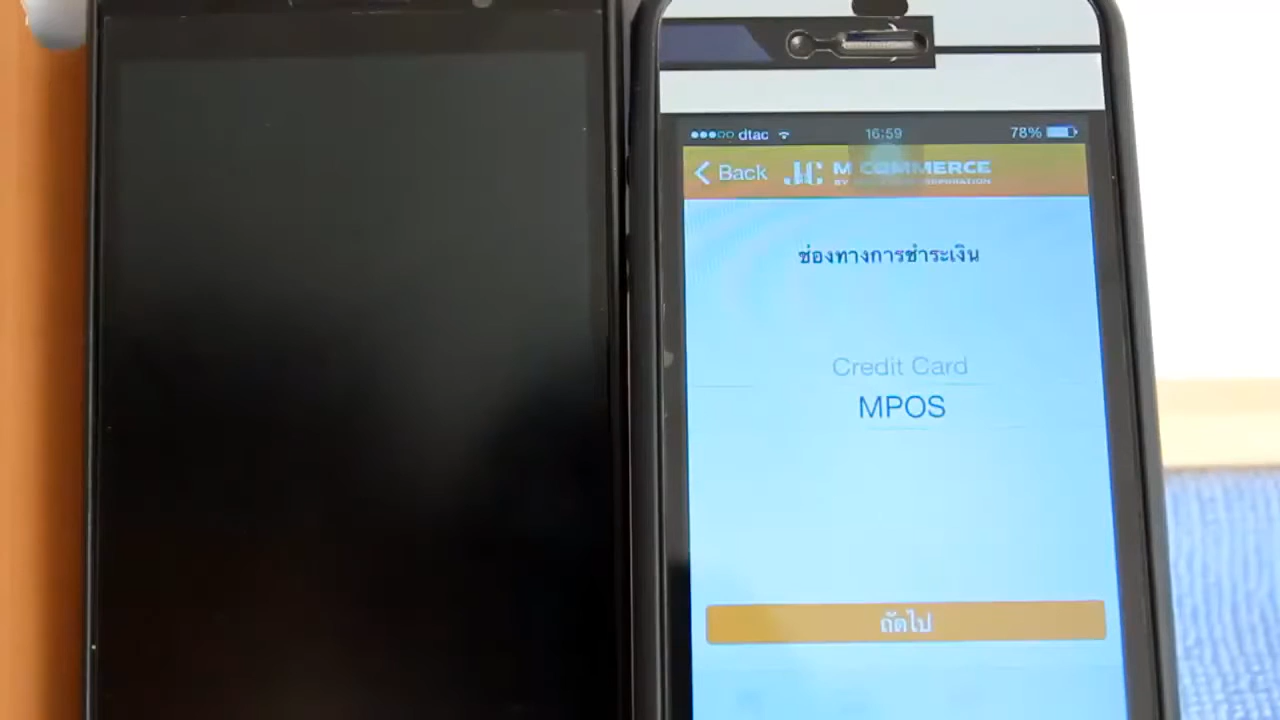 dtac 16:59 78%
Back M COMMERCE
BY
ช่องทางการชำระเงิน
Credit Card
MPOS
ถัดไป